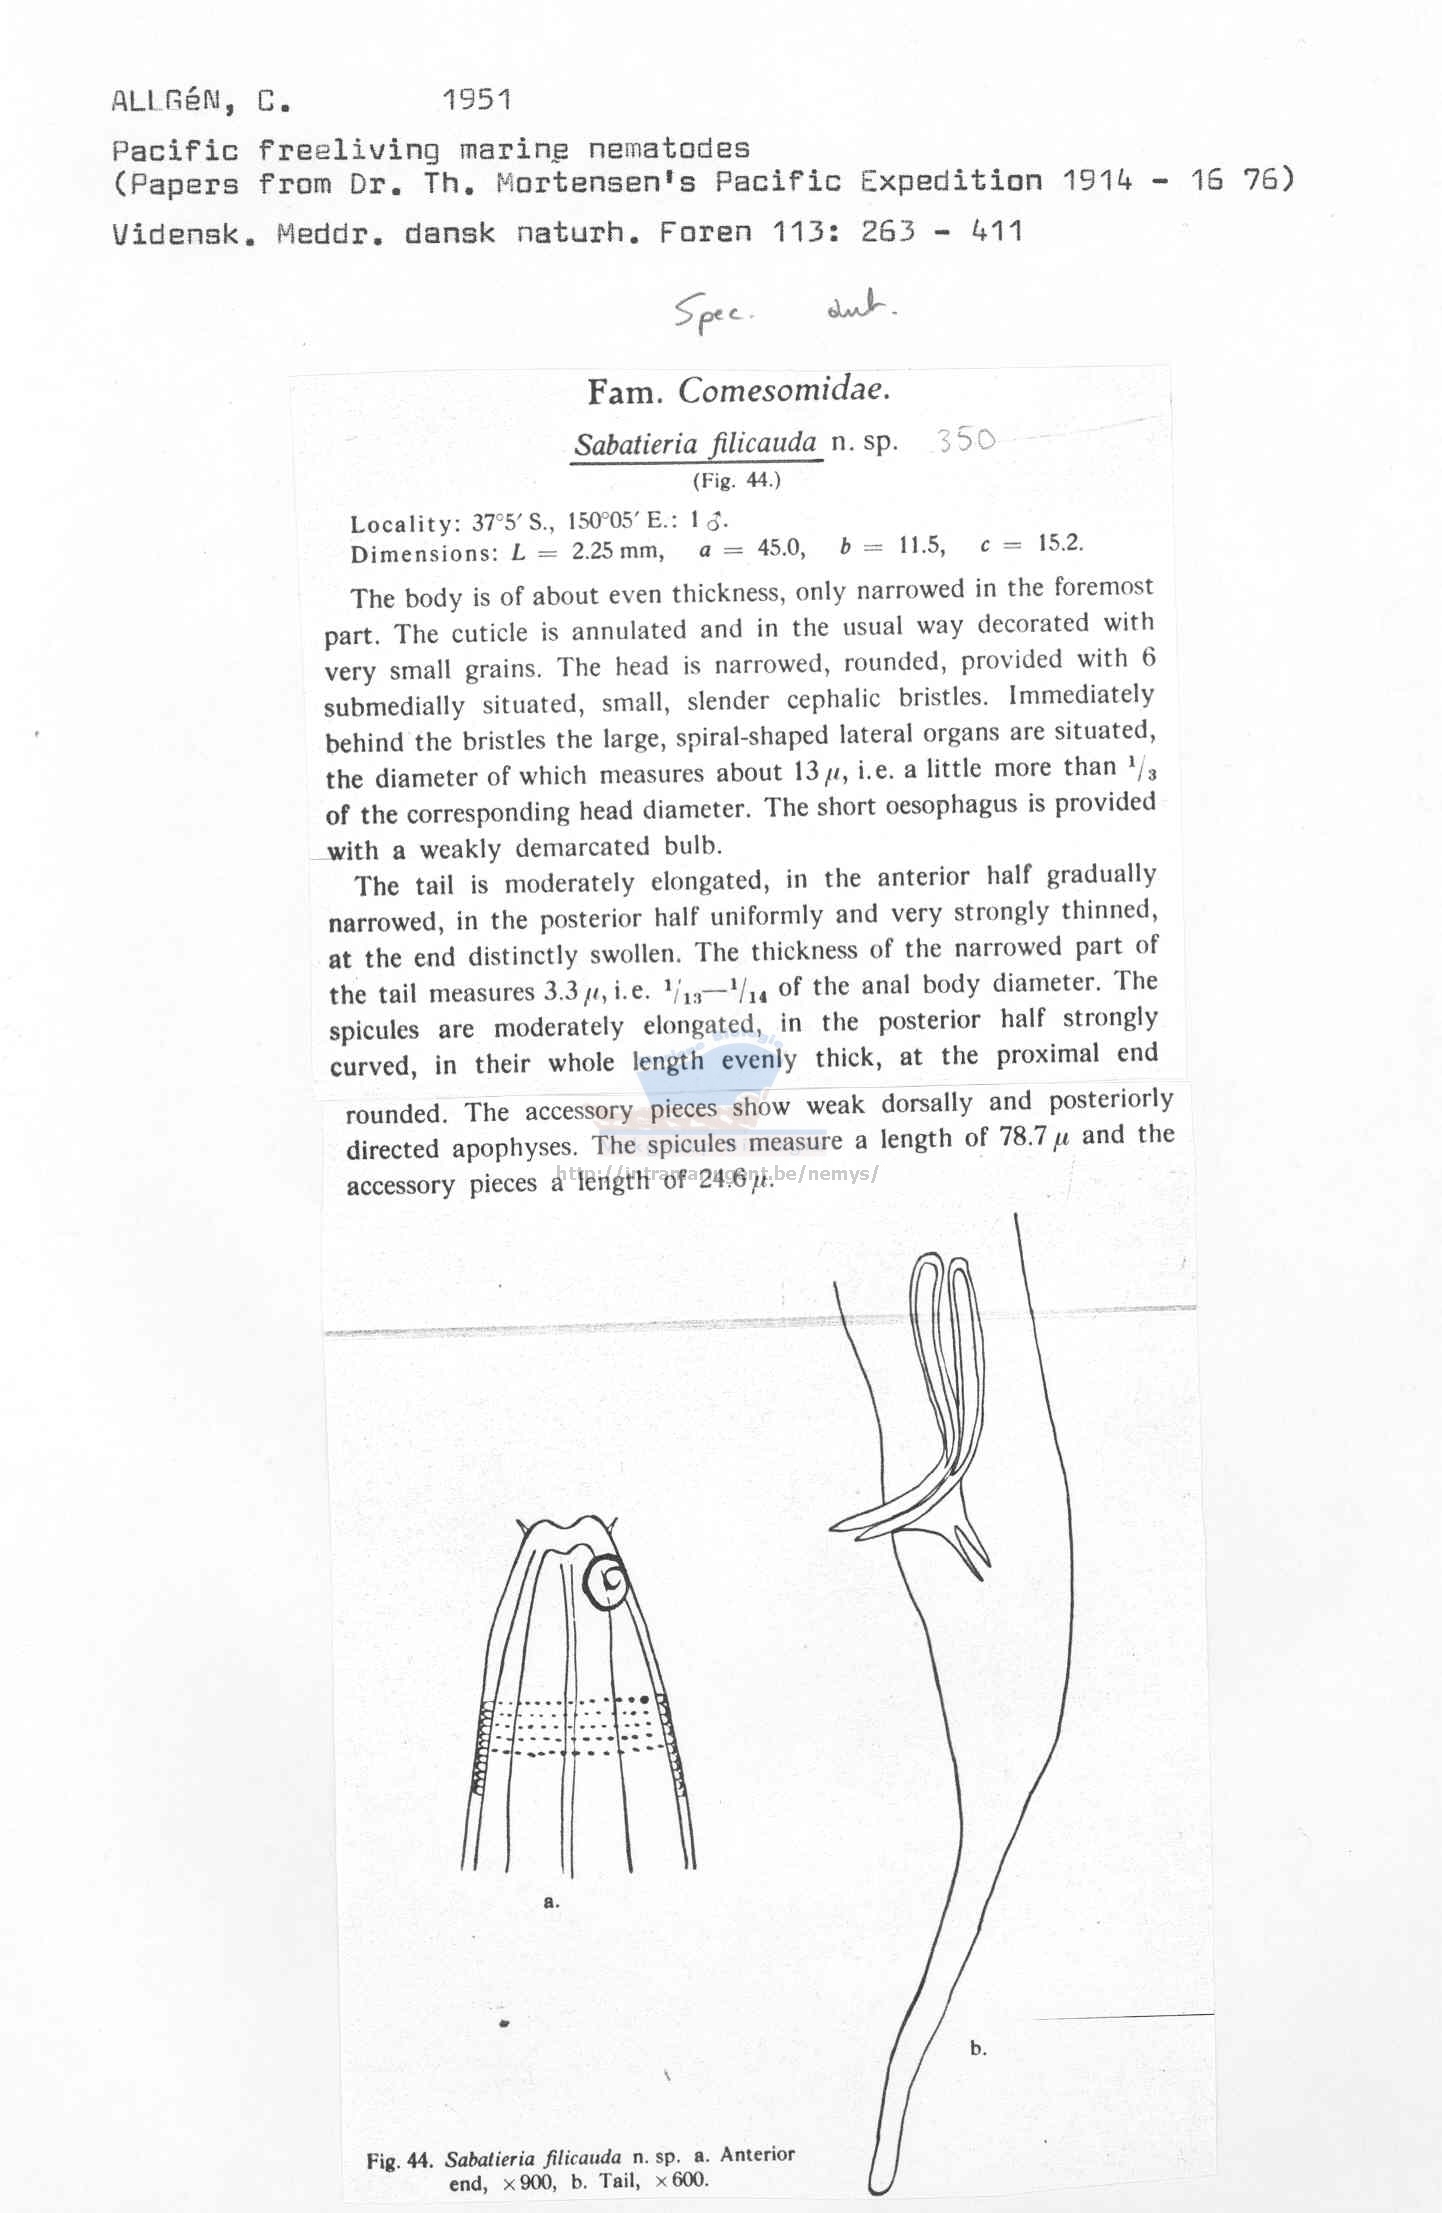 ALLGéN, C. 1951
Pacific freeliving marine nematodes
(Papers from Dr. Th. Mortensen's Pacific Expedition 1914 - 16 76)
Vidensk. Meddr. dansk naturh. Foren 113: 263 - 411
Spec. dub.
Fam. Comesomidae.
Sabatieria filicauda n. sp. 350
(Fig. 44.)
Locality: 37°5′ S., 150°05′ E.: 1 ♂.
Dimensions: L = 2.25 mm, a = 45.0, b = 11.5, c = 15.2.
The body is of about even thickness, only narrowed in the foremost
part. The cuticle is annulated and in the usual way decorated with
very small grains. The head is narrowed, rounded, provided with 6
submedially situated, small, slender cephalic bristles. Immediately
behind the bristles the large, spiral-shaped lateral organs are situated,
the diameter of which measures about 13 μ, i.e. a little more than 1/3
of the corresponding head diameter. The short oesophagus is provided
with a weakly demarcated bulb.
The tail is moderately elongated, in the anterior half gradually
narrowed, in the posterior half uniformly and very strongly thinned,
at the end distinctly swollen. The thickness of the narrowed part of
the tail measures 3.3 μ, i.e. 1/13—1/14 of the anal body diameter. The
spicules are moderately elongated, in the posterior half strongly
curved, in their whole length evenly thick, at the proximal end
rounded. The accessory pieces show weak dorsally and posteriorly
directed apophyses. The spicules measure a length of 78.7 μ and the
accessory pieces a length of 24.6 μ.
a.
b.
Fig. 44. Sabatieria filicauda n. sp. a. Anterior
end, ×900, b. Tail, ×600.